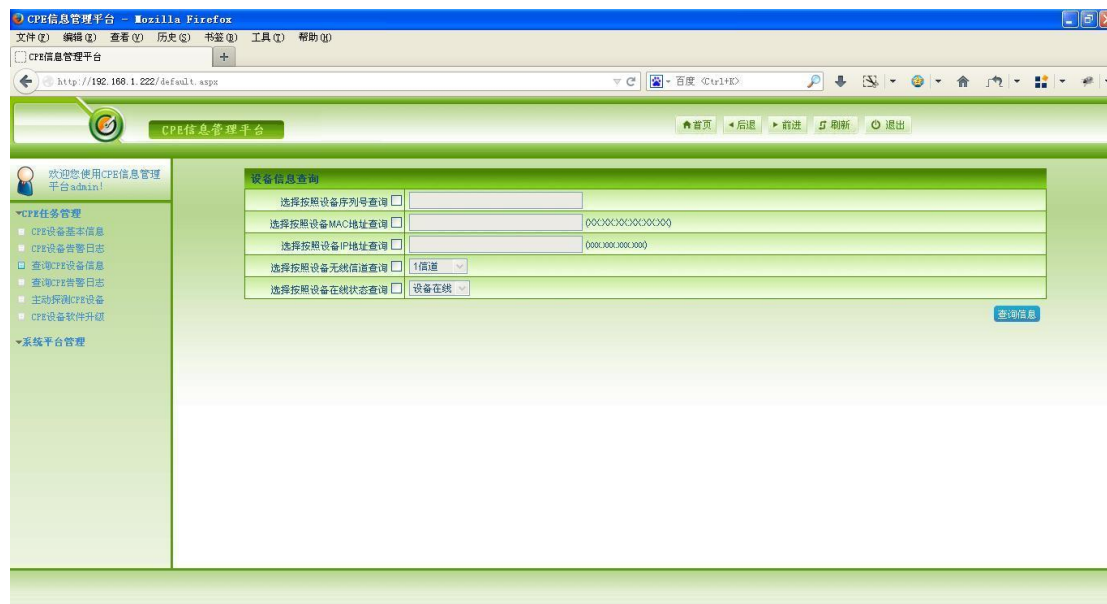 CPE信息管理平台 - Mozilla Firefox
文件(F) 编辑(E) 查看(V) 历史(S) 书签(B) 工具(T) 帮助(H)
CPE信息管理平台 +
http://192.168.1.222/default.aspx
百度 <Ctrl+K>
CPE信息管理平台
首页 后退 前进 刷新 退出
欢迎您使用CPE信息管理
平台admin!
CPE任务管理
CPE设备基本信息
CPE设备告警日志
查询CPE设备信息
查询CPE告警日志
主动探测CPE设备
CPE设备软件升级
系统平台管理
设备信息查询
选择按照设备序列号查询
选择按照设备MAC地址查询 (XX:XX:XX:XX:XX:XX)
选择按照设备IP地址查询 (xxx.xxx.xxx.xxx)
选择按照设备无线信道查询 1信道
选择按照设备在线状态查询 设备在线
查询信息